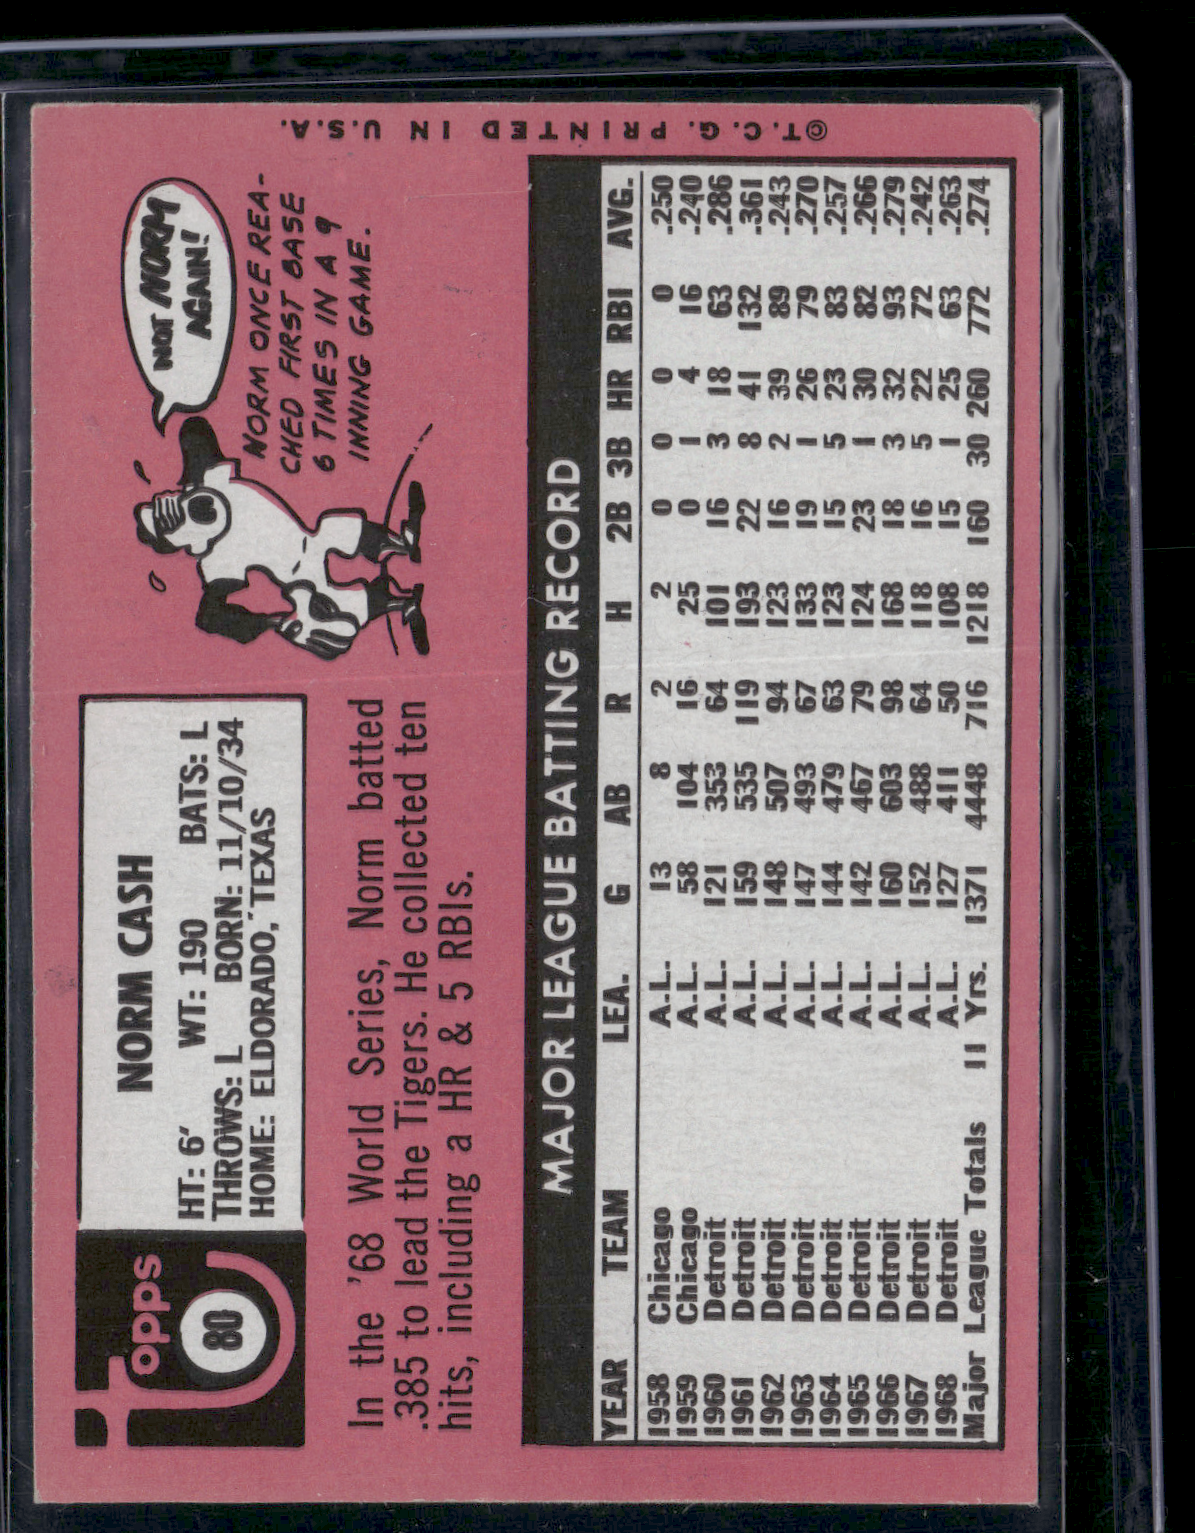 topps
80
NORM CASH
HT: 6' WT: 190 BATS: L
THROWS: L BORN: 11/10/34
HOME: ELDORADO, TEXAS
NOT NORM
AGAIN!
NORM ONCE REA-
CHED FIRST BASE
6 TIMES IN A 9
INNING GAME.
In the '68 World Series, Norm batted
.385 to lead the Tigers. He collected ten
hits, including a HR & 5 RBIs.
MAJOR LEAGUE BATTING RECORD
YEAR TEAM LEA. G AB R H 2B 3B HR RBI AVG.
1958 Chicago A.L. 13 8 2 2 0 0 0 0 .250
1959 Chicago A.L. 58 104 16 25 0 1 4 16 .240
1960 Detroit A.L. 121 353 64 101 16 3 18 63 .286
1961 Detroit A.L. 159 535 119 193 22 8 41 132 .361
1962 Detroit A.L. 148 507 94 123 16 2 39 89 .243
1963 Detroit A.L. 147 493 67 133 19 1 26 79 .270
1964 Detroit A.L. 144 479 63 123 15 5 23 83 .257
1965 Detroit A.L. 142 467 79 124 23 1 30 82 .266
1966 Detroit A.L. 160 603 98 168 18 3 32 93 .279
1967 Detroit A.L. 152 488 64 118 16 5 22 72 .242
1968 Detroit A.L. 127 411 50 108 15 1 25 63 .263
Major League Totals 11 Yrs. 1371 4448 716 1218 160 30 260 772 .274
©T.C.G. PRINTED IN U.S.A.